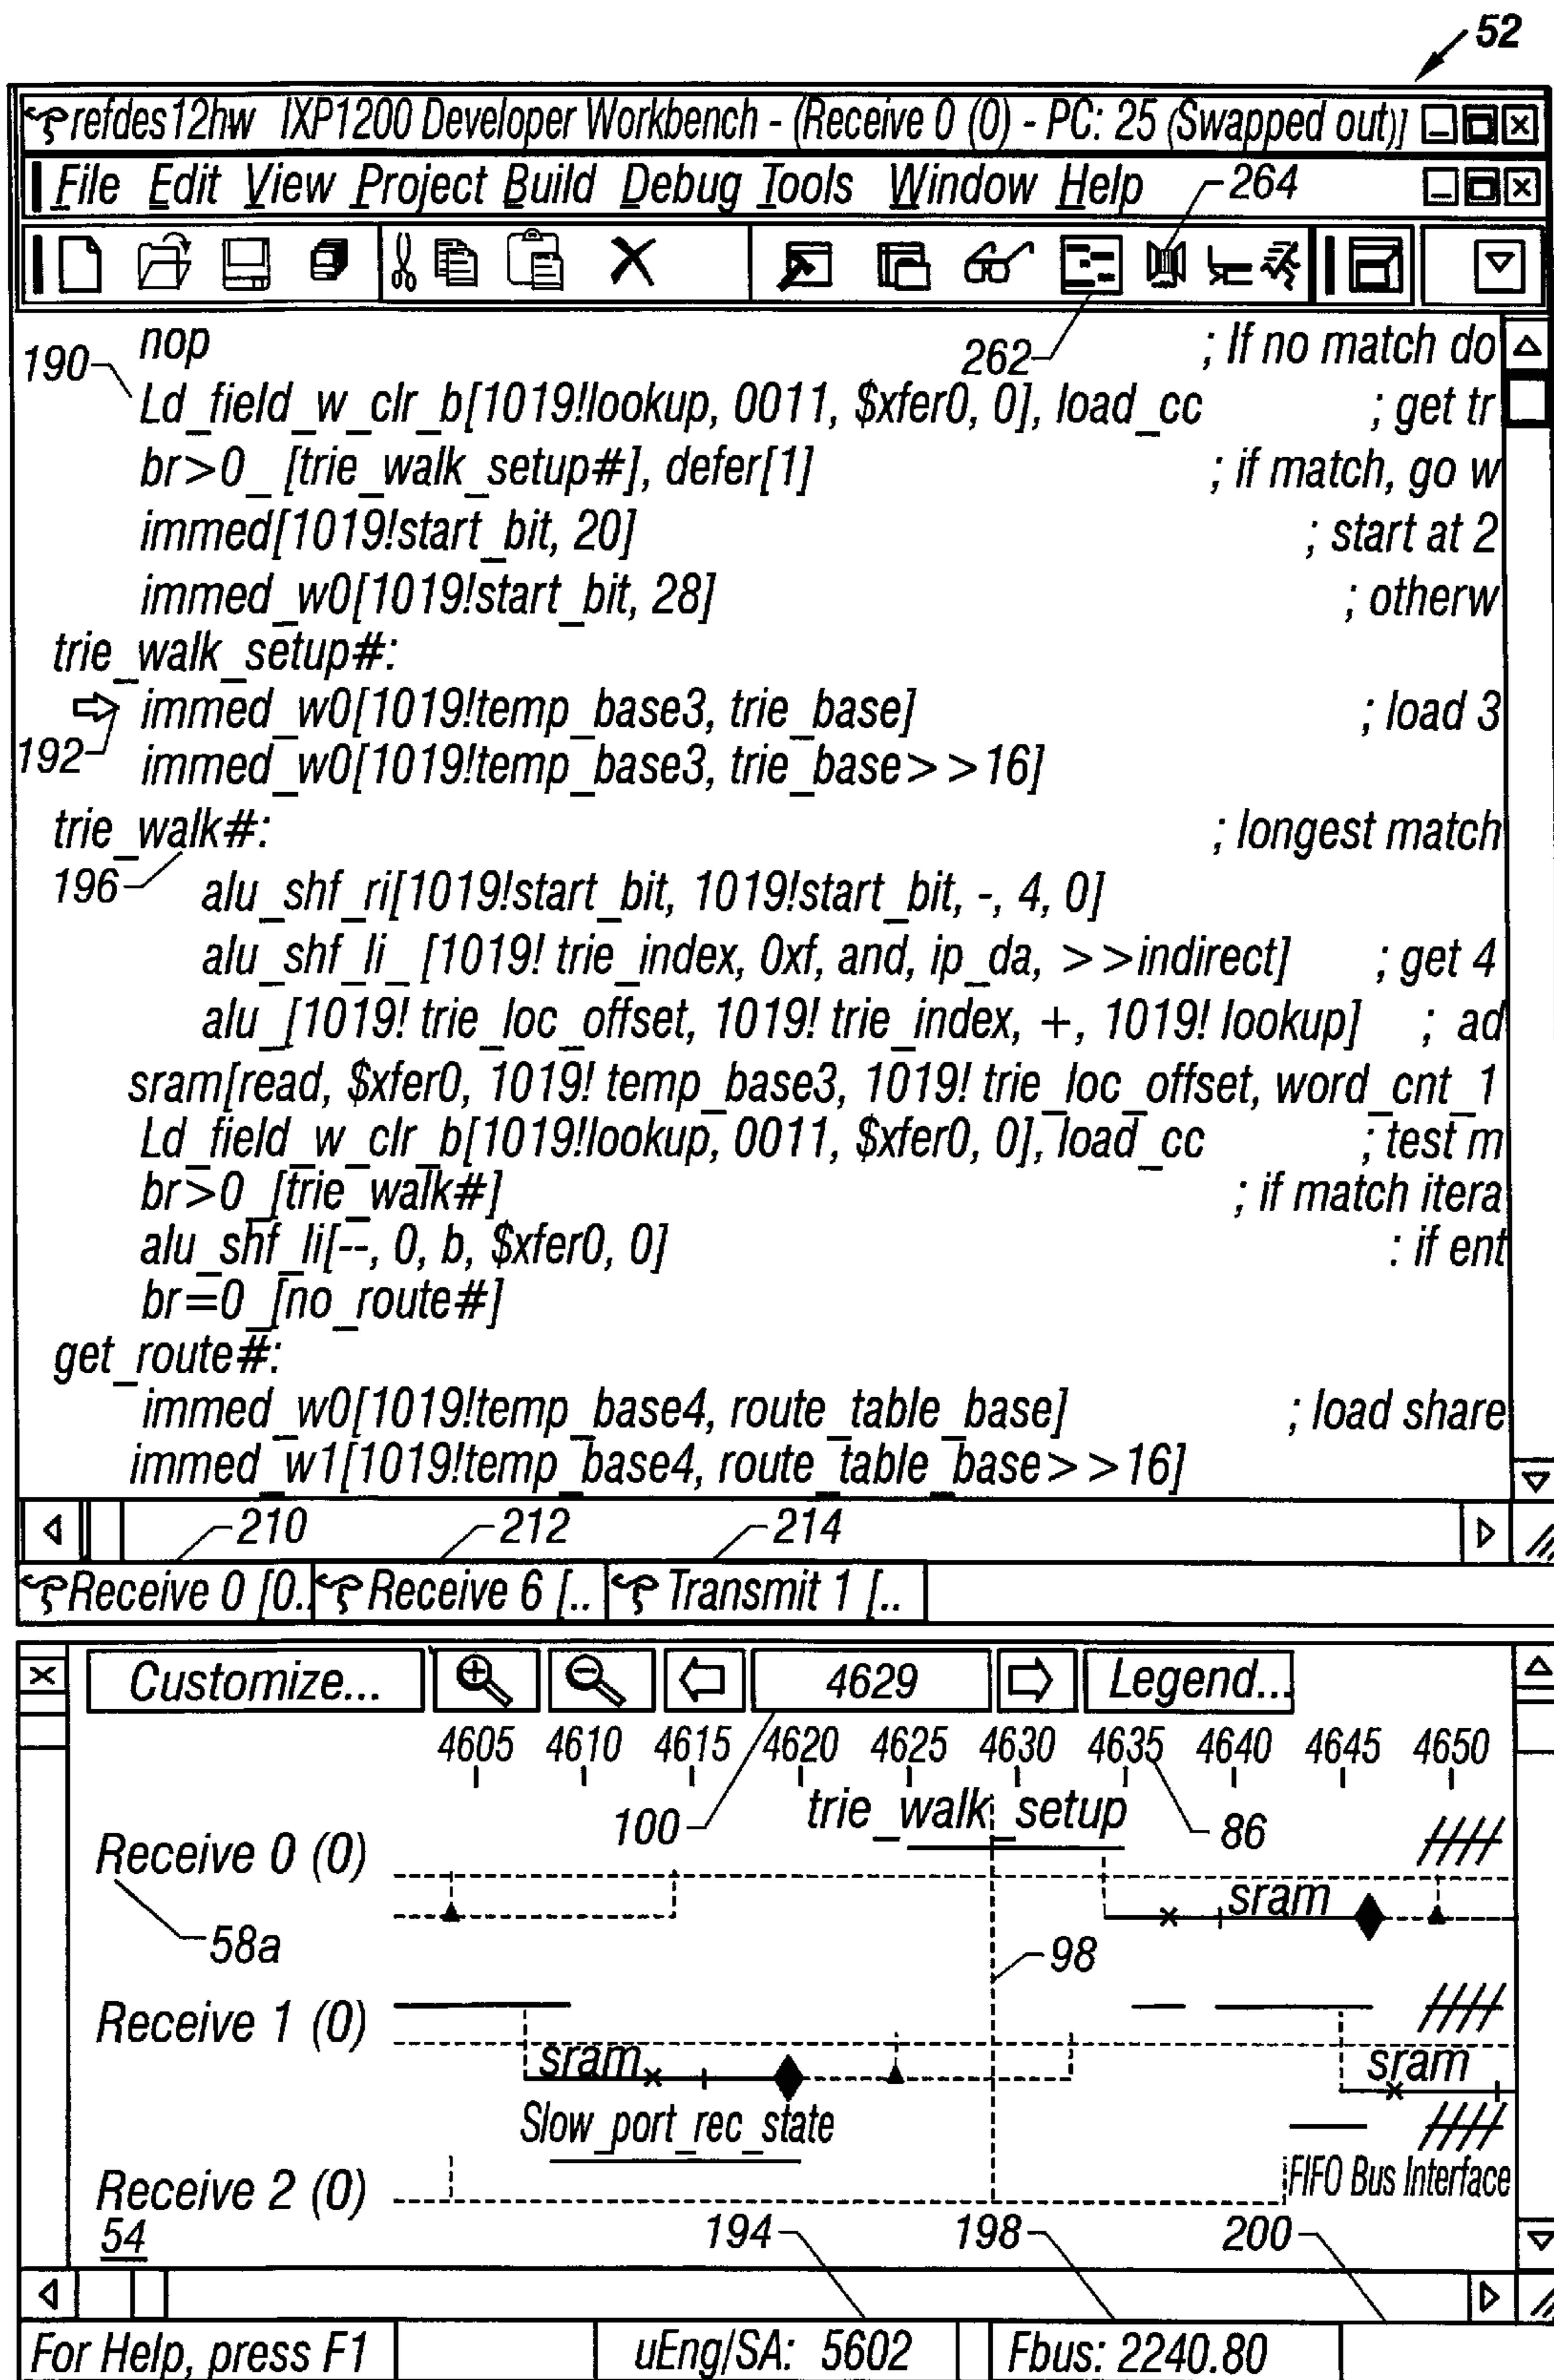 52
refdes12hw IXP1200 Developer Workbench - (Receive 0 (0) - PC: 25 (Swapped out)]
File Edit View Project Build Debug Tools Window Help 264
nop 262 ; If no match do
190
Ld_field_w_clr_b[1019!lookup, 0011, $xfer0, 0], load_cc ; get tr
br>0_ [trie_walk_setup#], defer[1] ; if match, go w
immed[1019!start_bit, 20] ; start at 2
immed_w0[1019!start_bit, 28] ; otherw
trie_walk_setup#:
immed_w0[1019!temp_base3, trie_base] ; load 3
192
immed_w0[1019!temp_base3, trie_base>>16]
trie_walk#: ; longest match
196
alu_shf_ri[1019!start_bit, 1019!start_bit, -, 4, 0]
alu_shf_li_ [1019! trie_index, 0xf, and, ip_da, >>indirect] ; get 4
alu_[1019! trie_loc_offset, 1019! trie_index, +, 1019! lookup] ; ad
sram[read, $xfer0, 1019! temp_base3, 1019! trie_loc_offset, word_cnt_1
Ld_field_w_clr_b[1019!lookup, 0011, $xfer0, 0], load_cc ; test m
br>0_[trie_walk#] ; if match itera
alu_shf_li[--, 0, b, $xfer0, 0] : if ent
br=0_[no_route#]
get_route#:
immed_w0[1019!temp_base4, route_table_base] ; load share
immed_w1[1019!temp_base4, route_table_base>>16]
210 212 214
Receive 0 [0.. Receive 6 [.. Transmit 1 [..
Customize... 4629 Legend...
4605 4610 4615 4620 4625 4630 4635 4640 4645 4650
100 trie_walk_setup 86
Receive 0 (0)
sram
58a 98
Receive 1 (0)
sram sram
Slow_port_rec_state
Receive 2 (0) FIFO Bus Interface
54 194 198 200
For Help, press F1 uEng/SA: 5602 Fbus: 2240.80